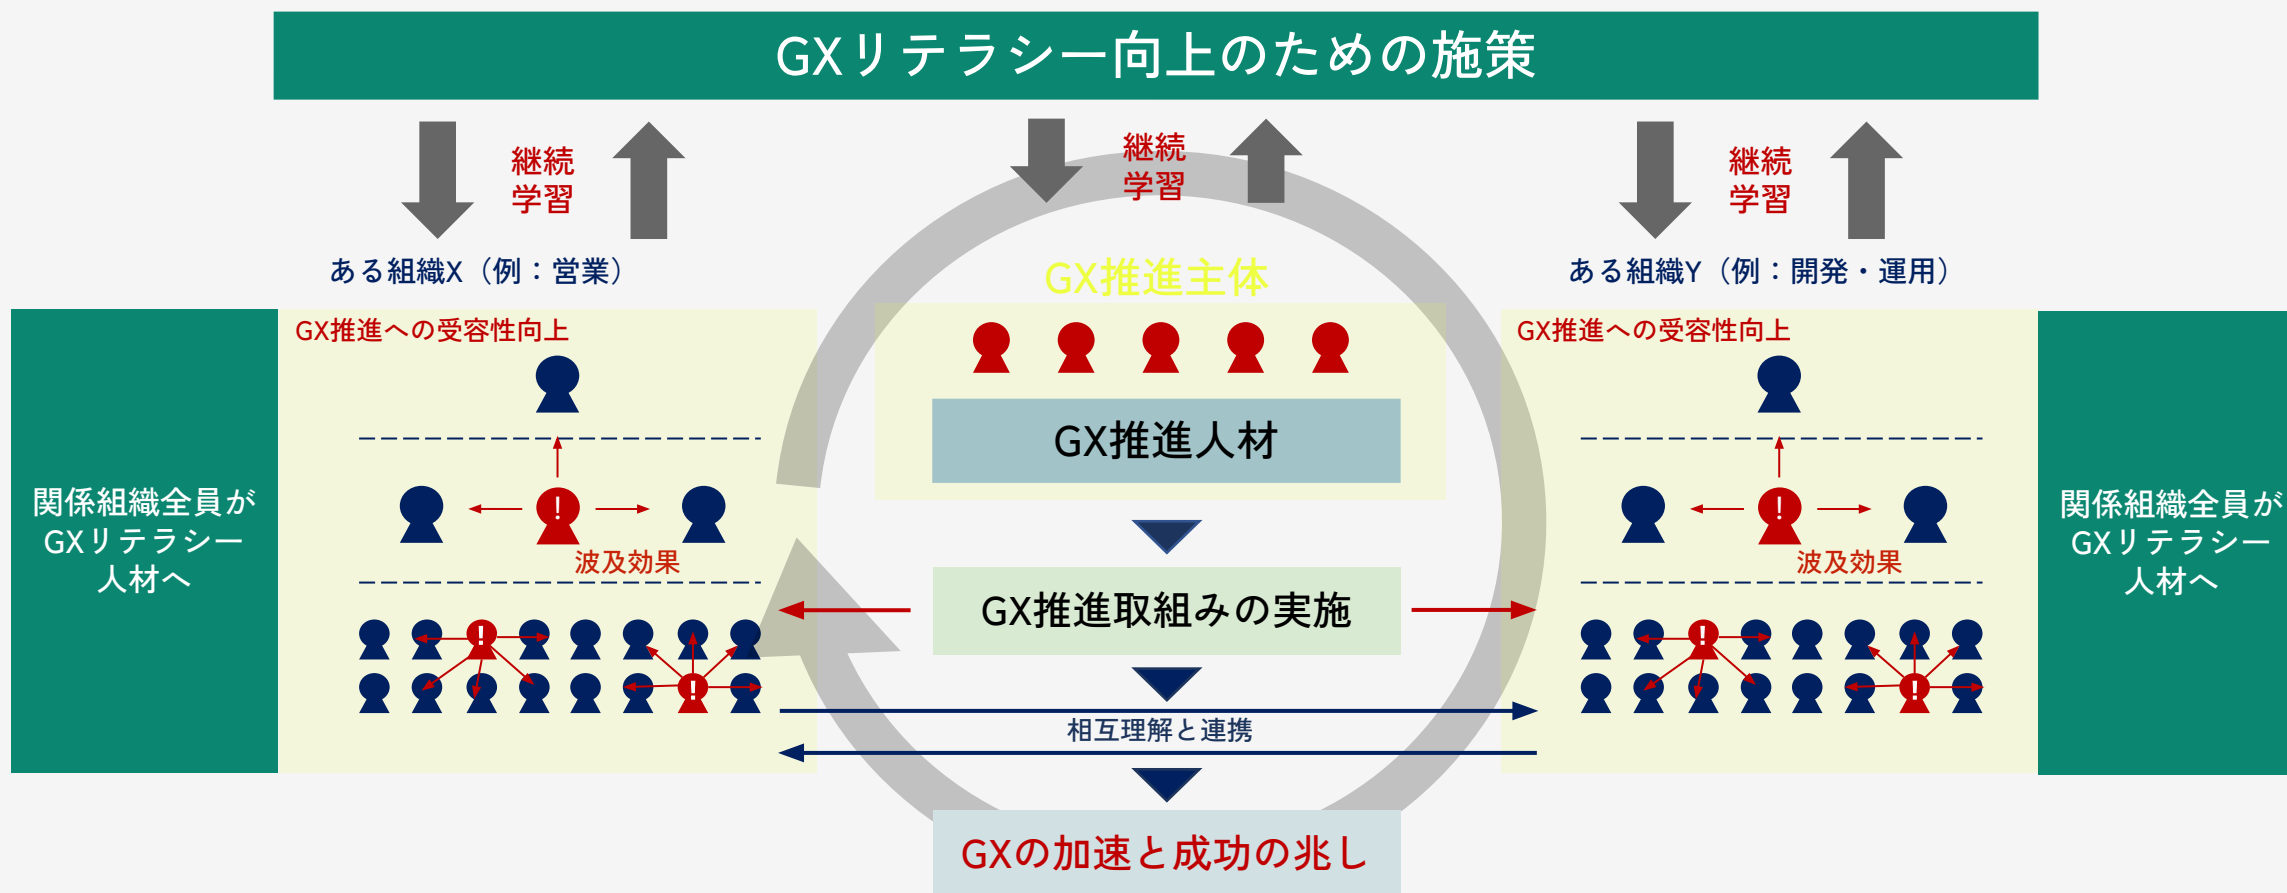 GXリテラシー向上のための施策
継続
学習
継続
学習
継続
学習
ある組織X（例：営業）
GX推進主体
ある組織Y（例：開発・運用）
GX推進への受容性向上
GX推進への受容性向上
GX推進人材
関係組織全員が
GXリテラシー
人材へ
!
!
関係組織全員が
GXリテラシー
人材へ
波及効果
波及効果
GX推進取組みの実施
!
!
!
!
相互理解と連携
GXの加速と成功の兆し